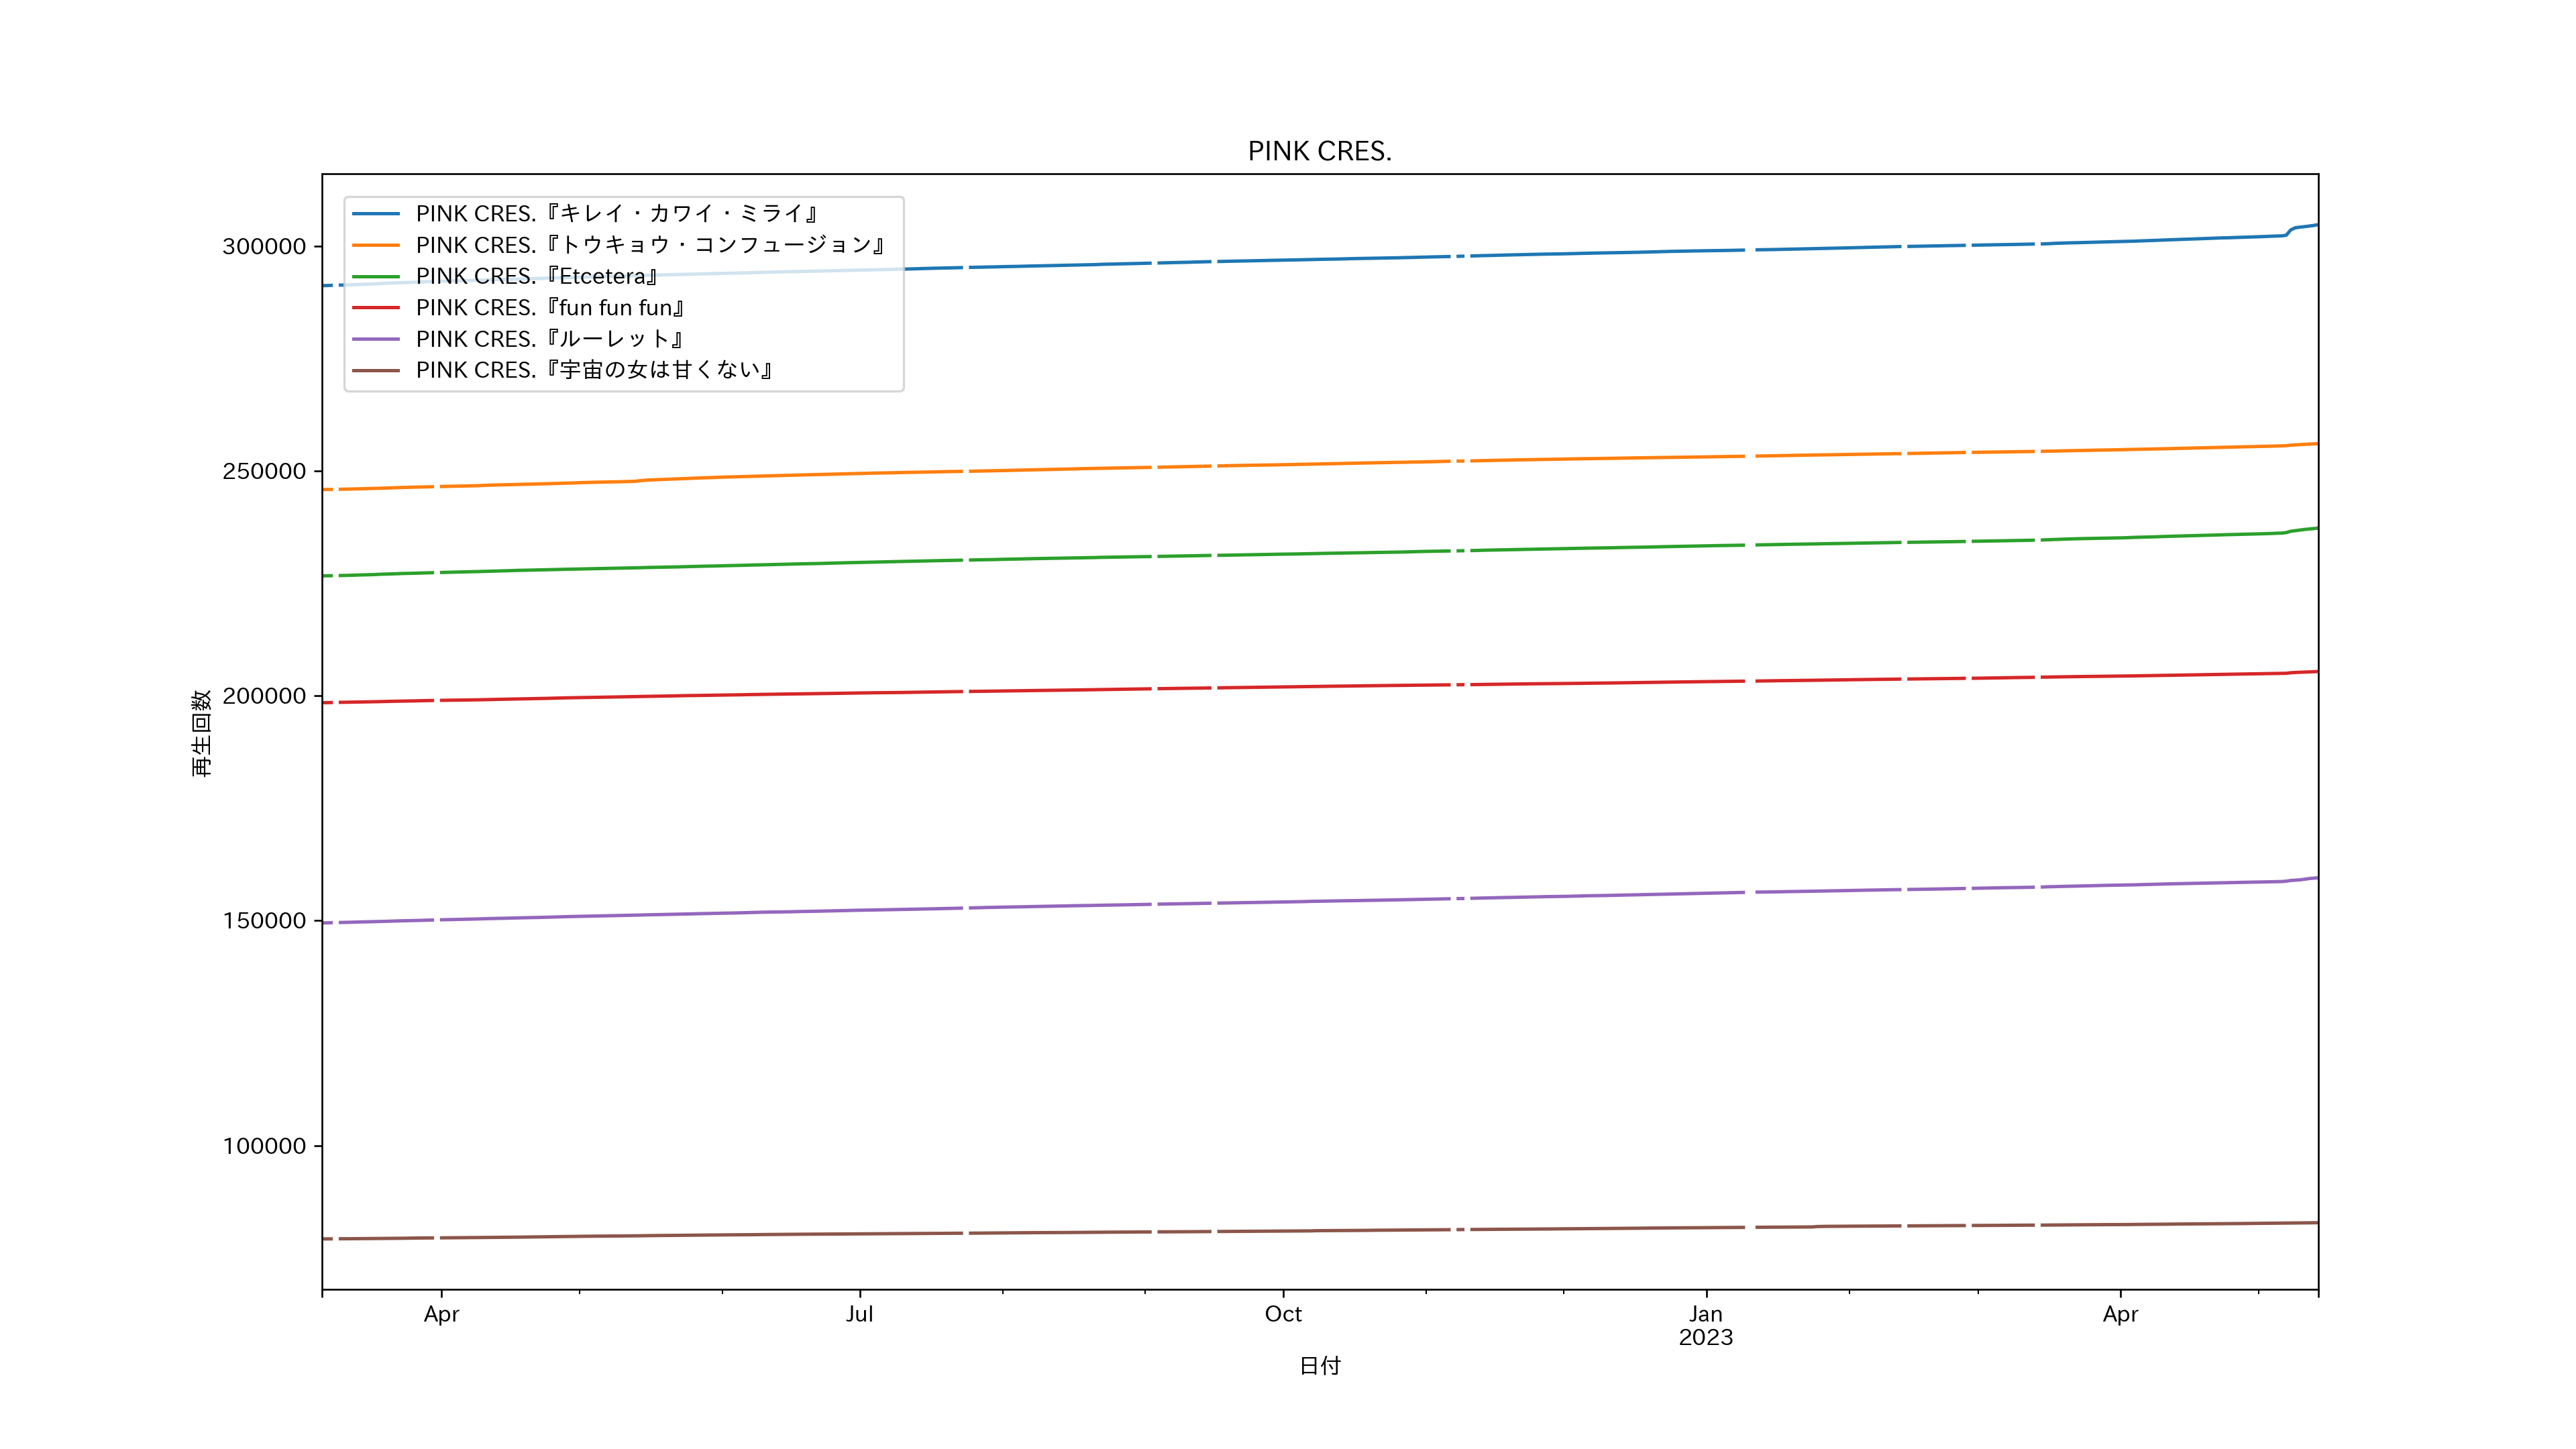 PINK CRES.
PINK CRES.『キレイ・カワイ・ミライ』
PINK CRES.『トウキョウ・コンフュージョン』
PINK CRES.『Etcetera』
PINK CRES.『fun fun fun』
PINK CRES.『ルーレット』
PINK CRES.『宇宙の女は甘くない』
300000
250000
200000
150000
100000
再生回数
Apr
Jul
Oct
Jan
2023
Apr
日付